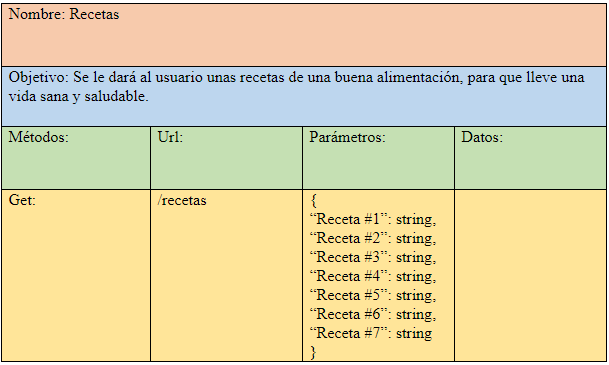 Nombre: Recetas
Objetivo: Se le dará al usuario unas recetas de una buena alimentación, para que lleve una
vida sana y saludable.
Métodos:
Url:
Parámetros:
Datos:
Get:
/recetas
{
“Receta #1”: string,
“Receta #2”: string,
“Receta #3”: string,
“Receta #4”: string,
“Receta #5”: string,
“Receta #6”: string,
“Receta #7”: string
}